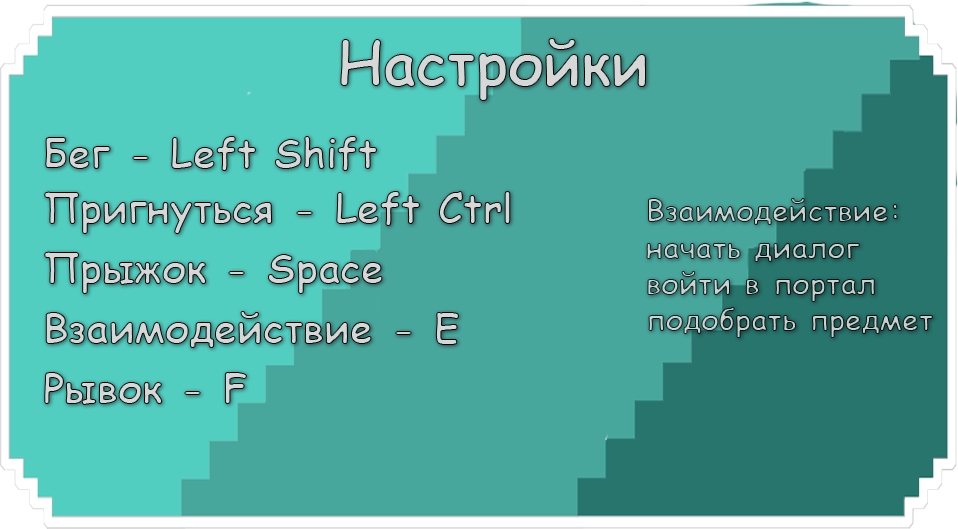 Настройки
Бег - Left Shift
Пригнуться - Left Ctrl
Прыжок - Space
Взаимодействие - E
Рывок - F
Взаимодействие:
начать диалог
войти в портал
подобрать предмет